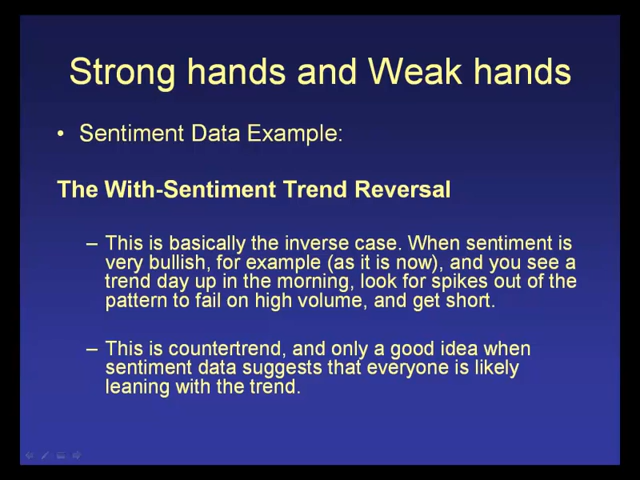 Strong hands and Weak hands
• Sentiment Data Example:
The With-Sentiment Trend Reversal
– This is basically the inverse case. When sentiment is
very bullish, for example (as it is now), and you see a
trend day up in the morning, look for spikes out of the
pattern to fail on high volume, and get short.
– This is countertrend, and only a good idea when
sentiment data suggests that everyone is likely
leaning with the trend.